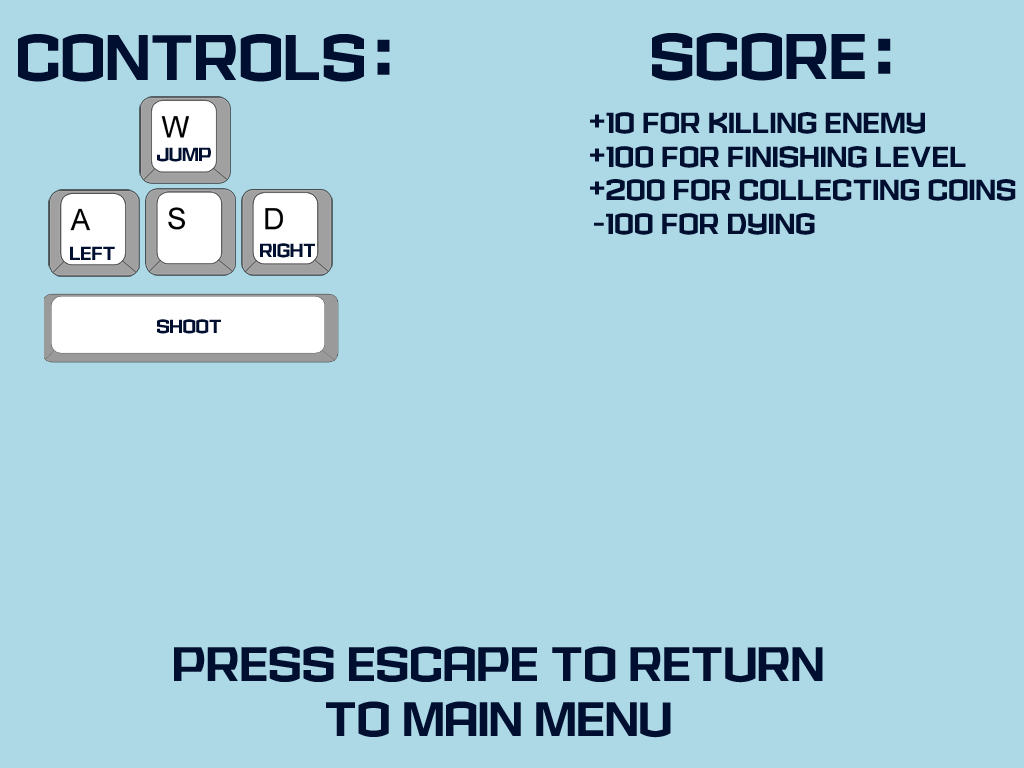 CONTROLS:
W
JUMP
A
LEFT
S
D
RIGHT
SHOOT
SCORE:
+10 FOR KILLING ENEMY
+100 FOR FINISHING LEVEL
+200 FOR COLLECTING COINS
-100 FOR DYING
PRESS ESCAPE TO RETURN
TO MAIN MENU